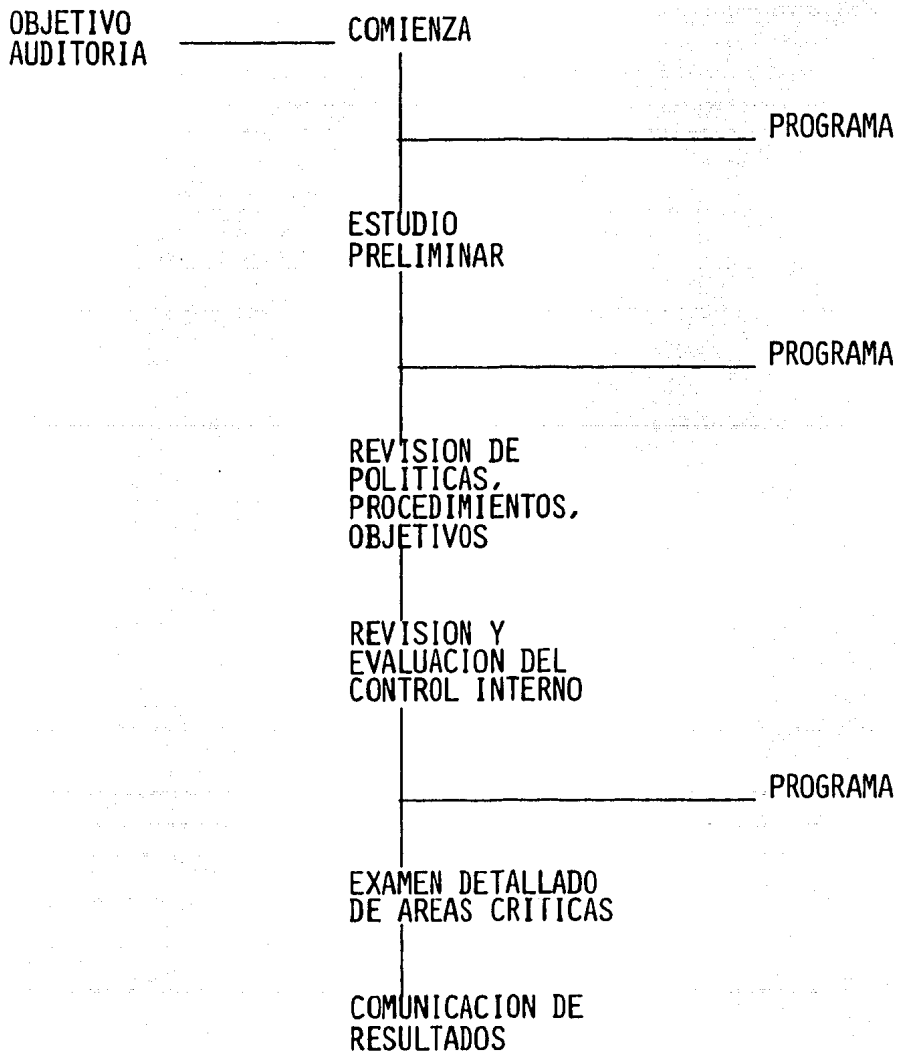 OBJETIVO
AUDITORIA
COMIENZA
PROGRAMA
ESTUDIO
PRELIMINAR
PROGRAMA
REVISION DE
POLITICAS,
PROCEDIMIENTOS,
OBJETIVOS
REVISION Y
EVALUACION DEL
CONTROL INTERNO
PROGRAMA
EXAMEN DETALLADO
DE AREAS CRITICAS
COMUNICACION DE
RESULTADOS